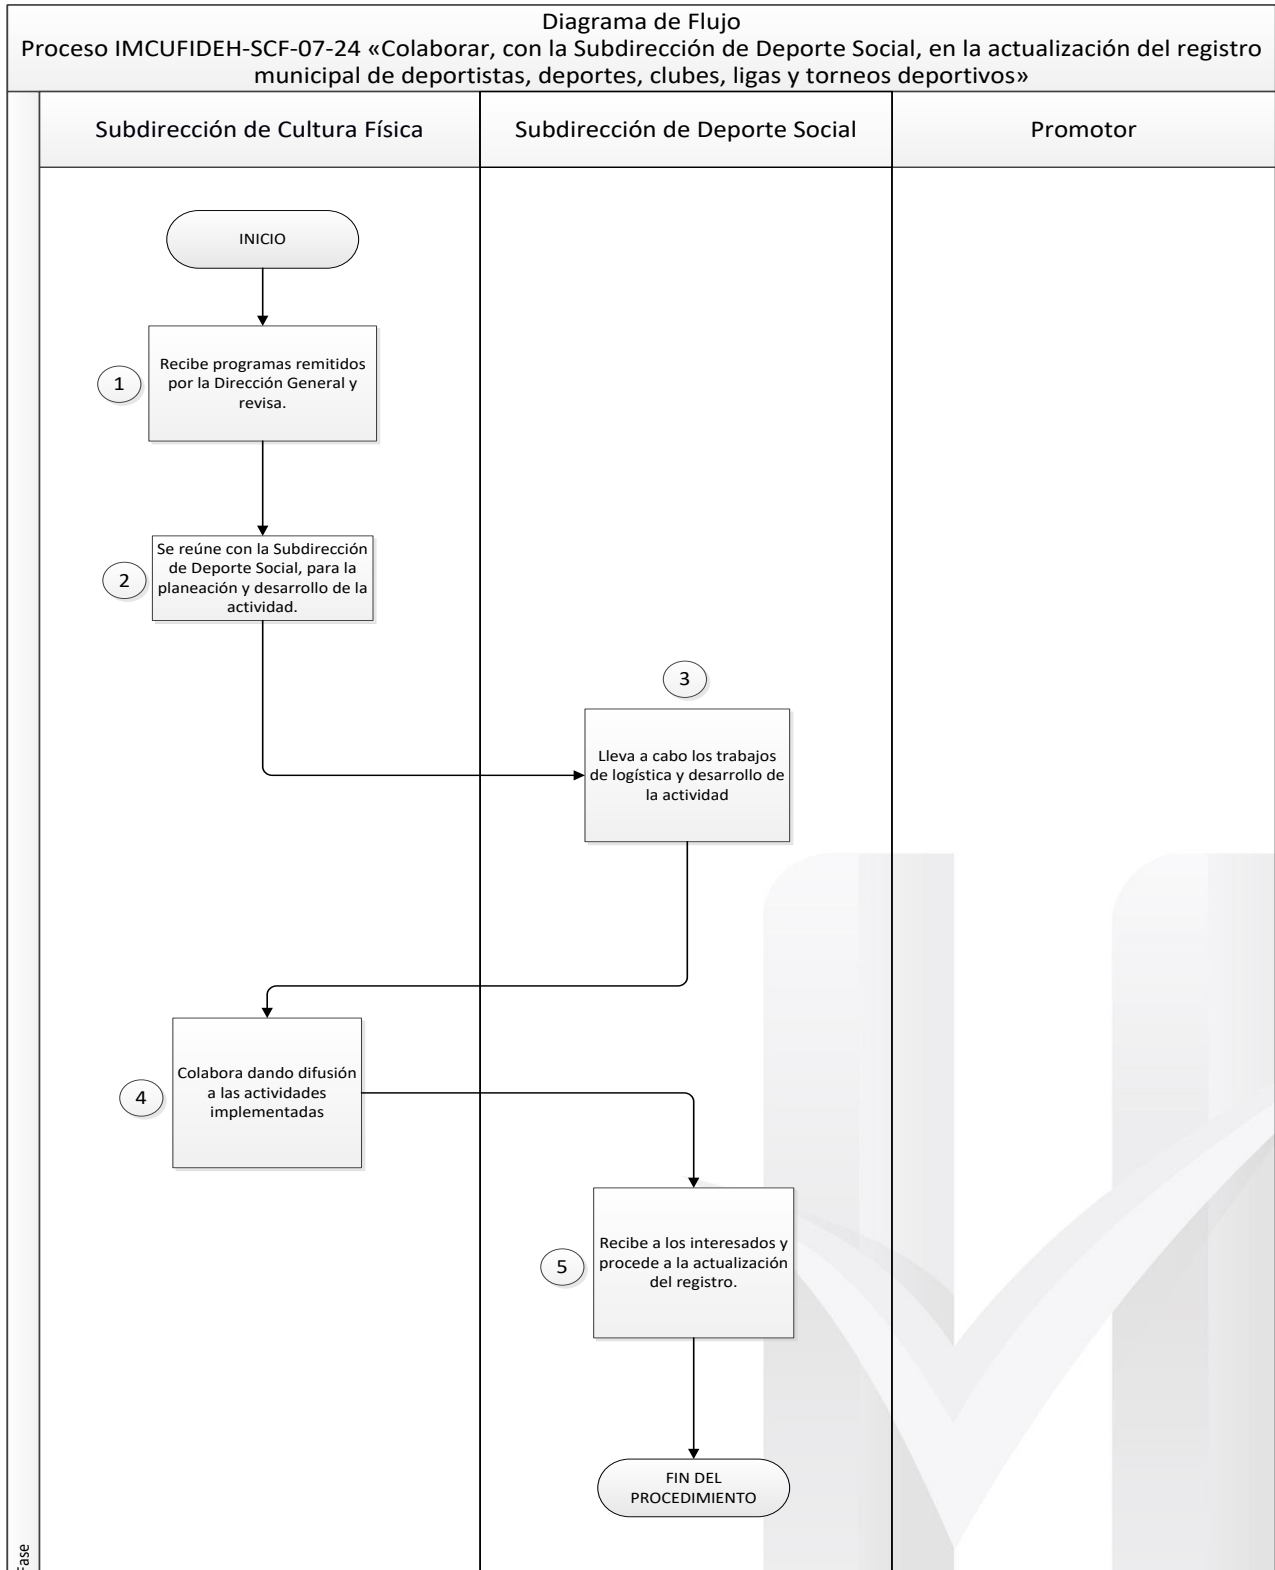 Diagrama de Flujo
Proceso IMCUFIDEH-SCF-07-24 «Colaborar, con la Subdirección de Deporte Social, en la actualización del registro
municipal de deportistas, deportes, clubes, ligas y torneos deportivos»
Subdirección de Cultura Física
Subdirección de Deporte Social
Promotor
INICIO
1
Recibe programas remitidos
por la Dirección General y
revisa.
2
Se reúne con la Subdirección
de Deporte Social, para la
planeación y desarrollo de la
actividad.
3
Lleva a cabo los trabajos
de logística y desarrollo de
la actividad
4
Colabora dando difusión
a las actividades
implementadas
5
Recibe a los interesados y
procede a la actualización
del registro.
FIN DEL
PROCEDIMIENTO
Fase